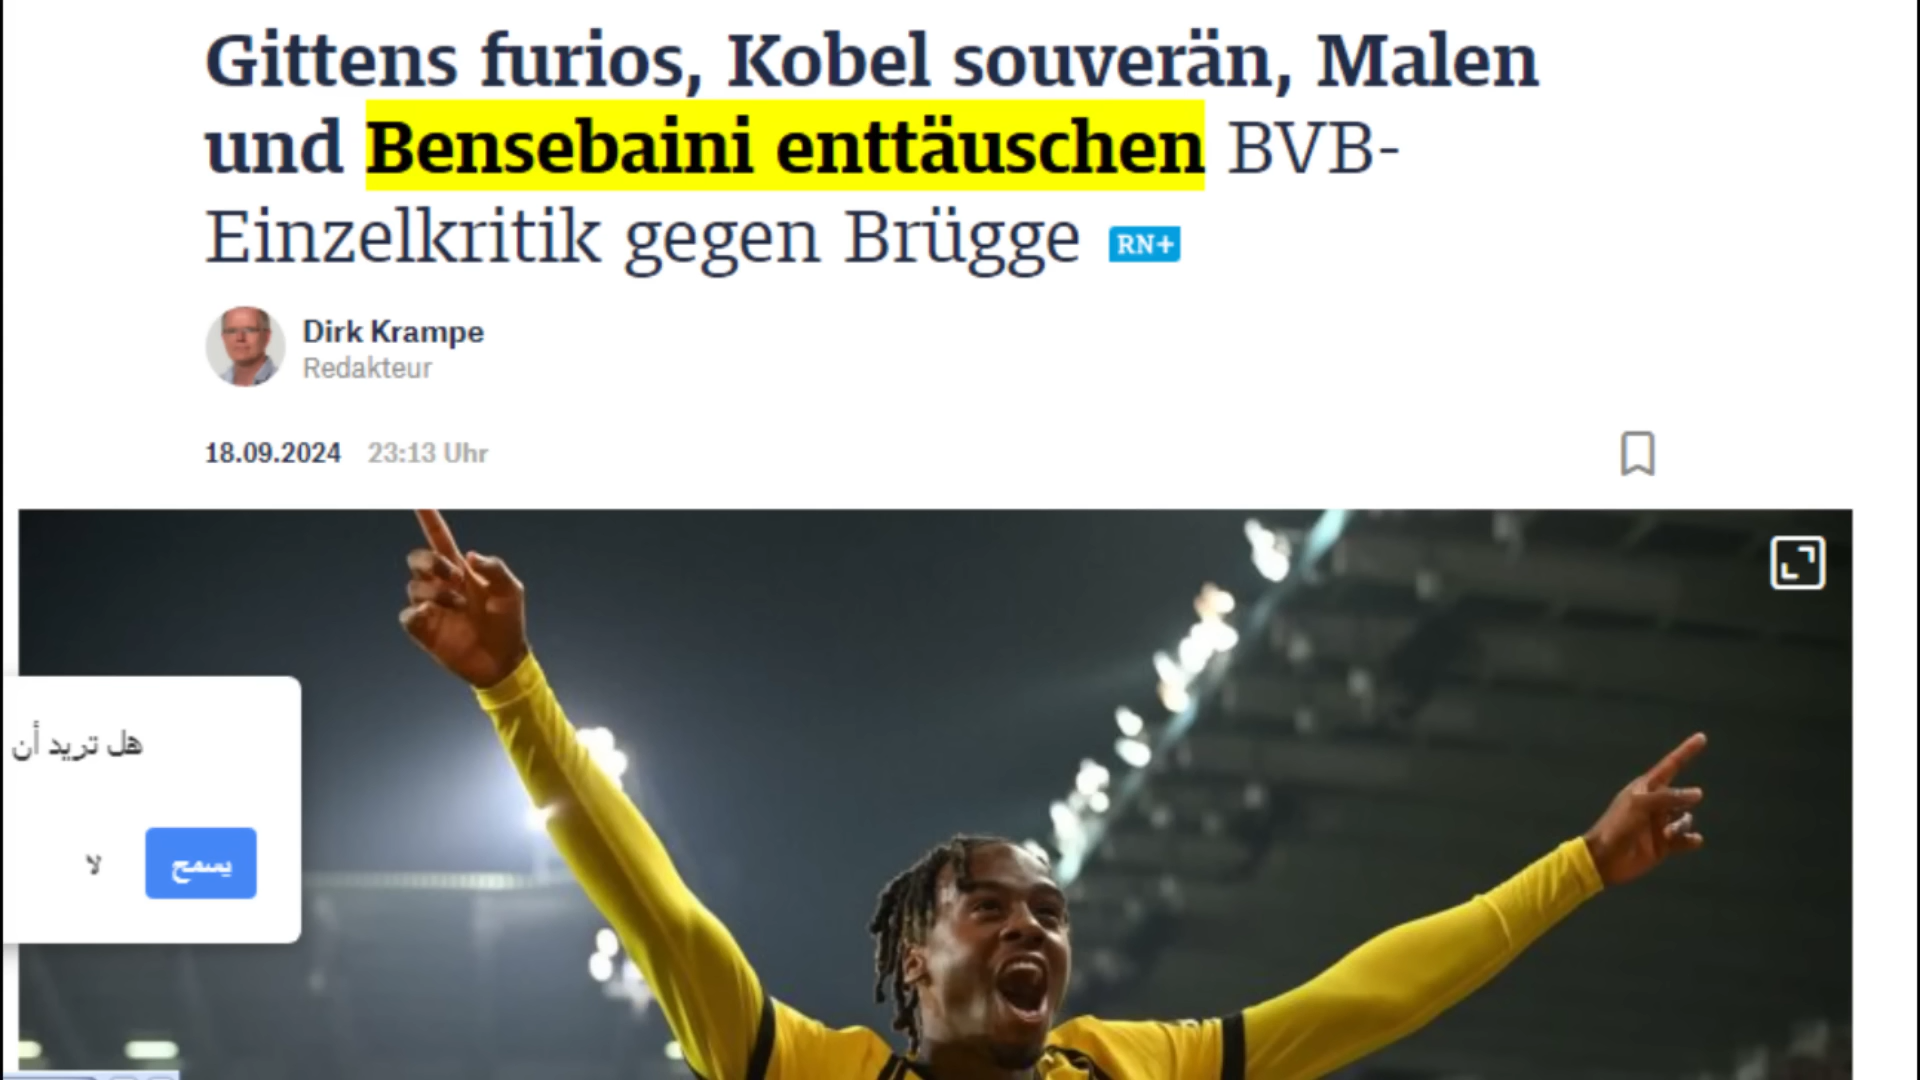 Gittens furios, Kobel souverän, Malen
und Bensebaini enttäuschen BVB-
Einzelkritik gegen Brügge RN+
Dirk Krampe
Redakteur
18.09.2024 23:13 Uhr
هل تريد أن
يسمح
لا